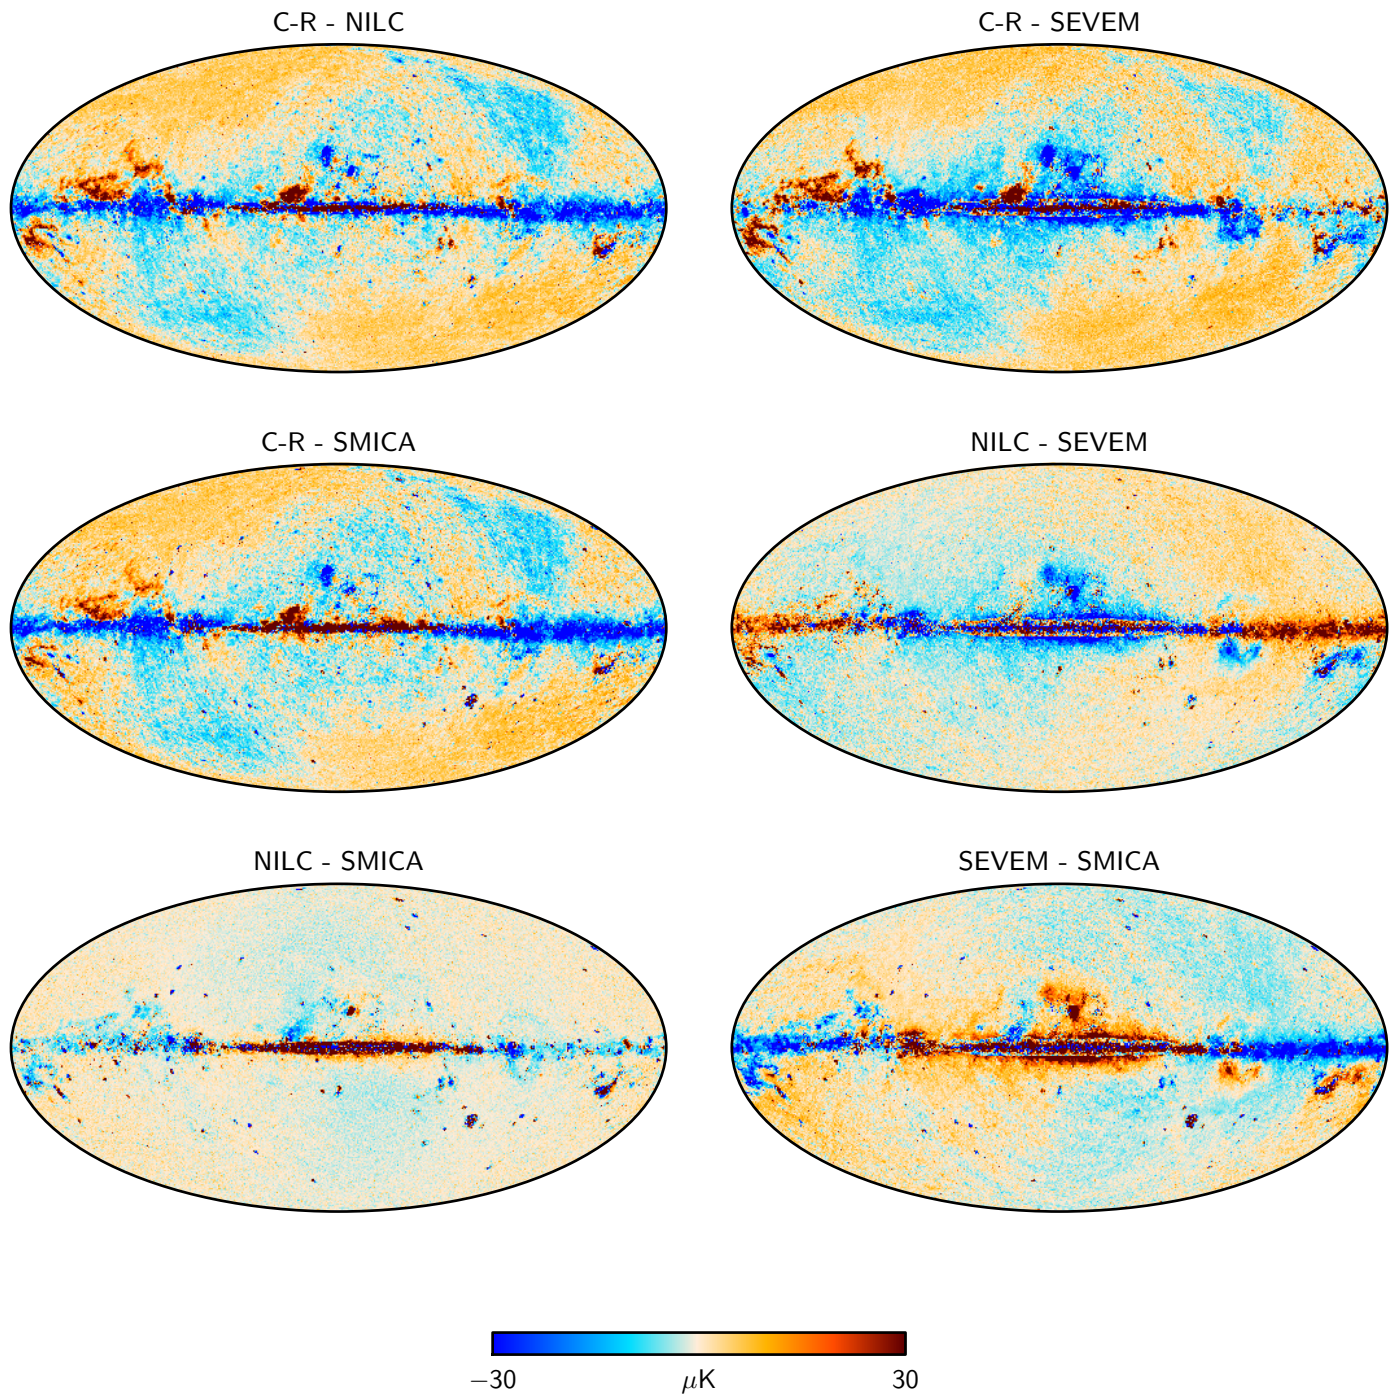 C-R - NILC
C-R - SEVEM
C-R - SMICA
NILC - SEVEM
NILC - SMICA
SEVEM - SMICA
−30 μK 30